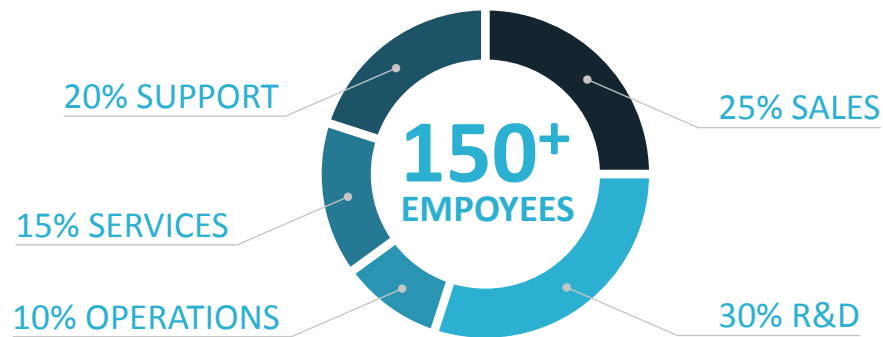 20% SUPPORT
25% SALES
150+
EMPOYEES
15% SERVICES
10% OPERATIONS
30% R&D